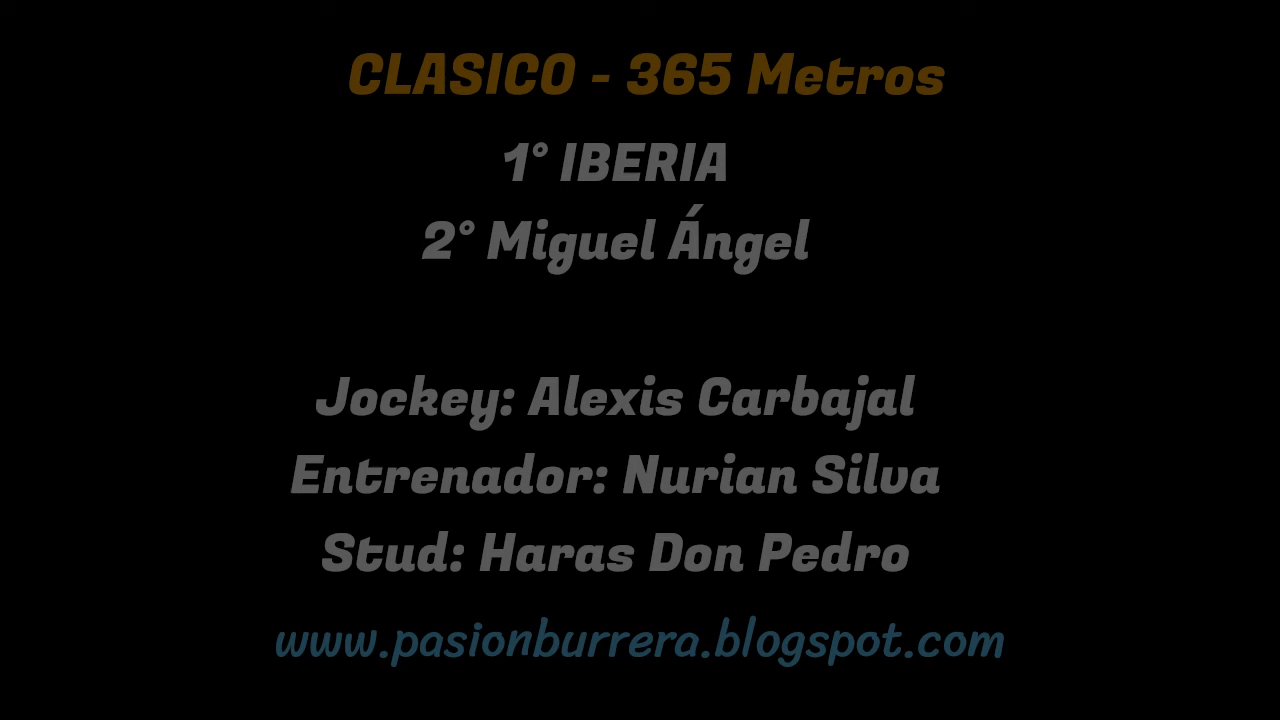 CLASICO - 365 Metros
1° IBERIA
2° Miguel Ángel
Jockey: Alexis Carbajal
Entrenador: Nurian Silva
Stud: Haras Don Pedro
www.pasionburrera.blogspot.com